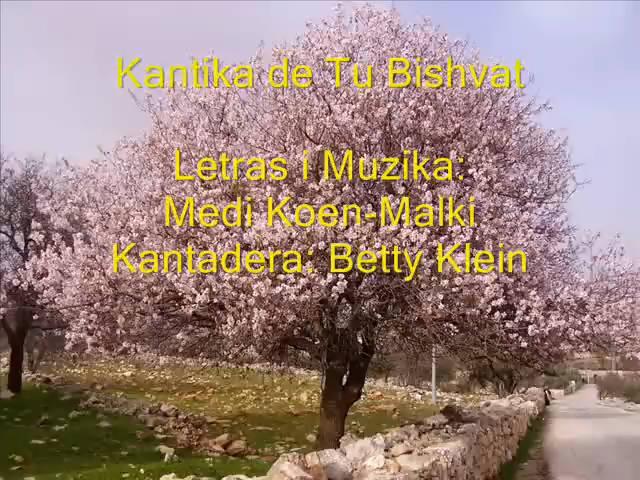 Kantika de Tu Bishvat
Letras i Muzika:
Medi Koen-Malki
Kantadera: Betty Klein